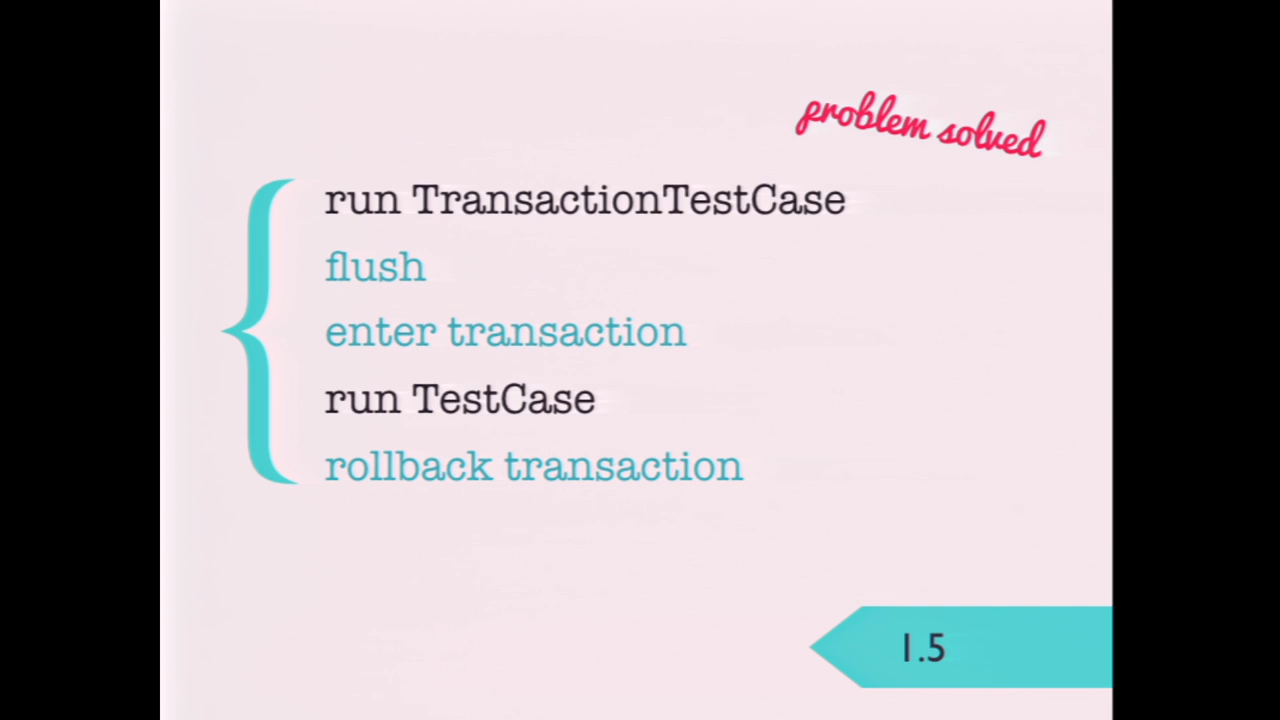 problem solved
run TransactionTestCase
flush
enter transaction
run TestCase
rollback transaction
1.5